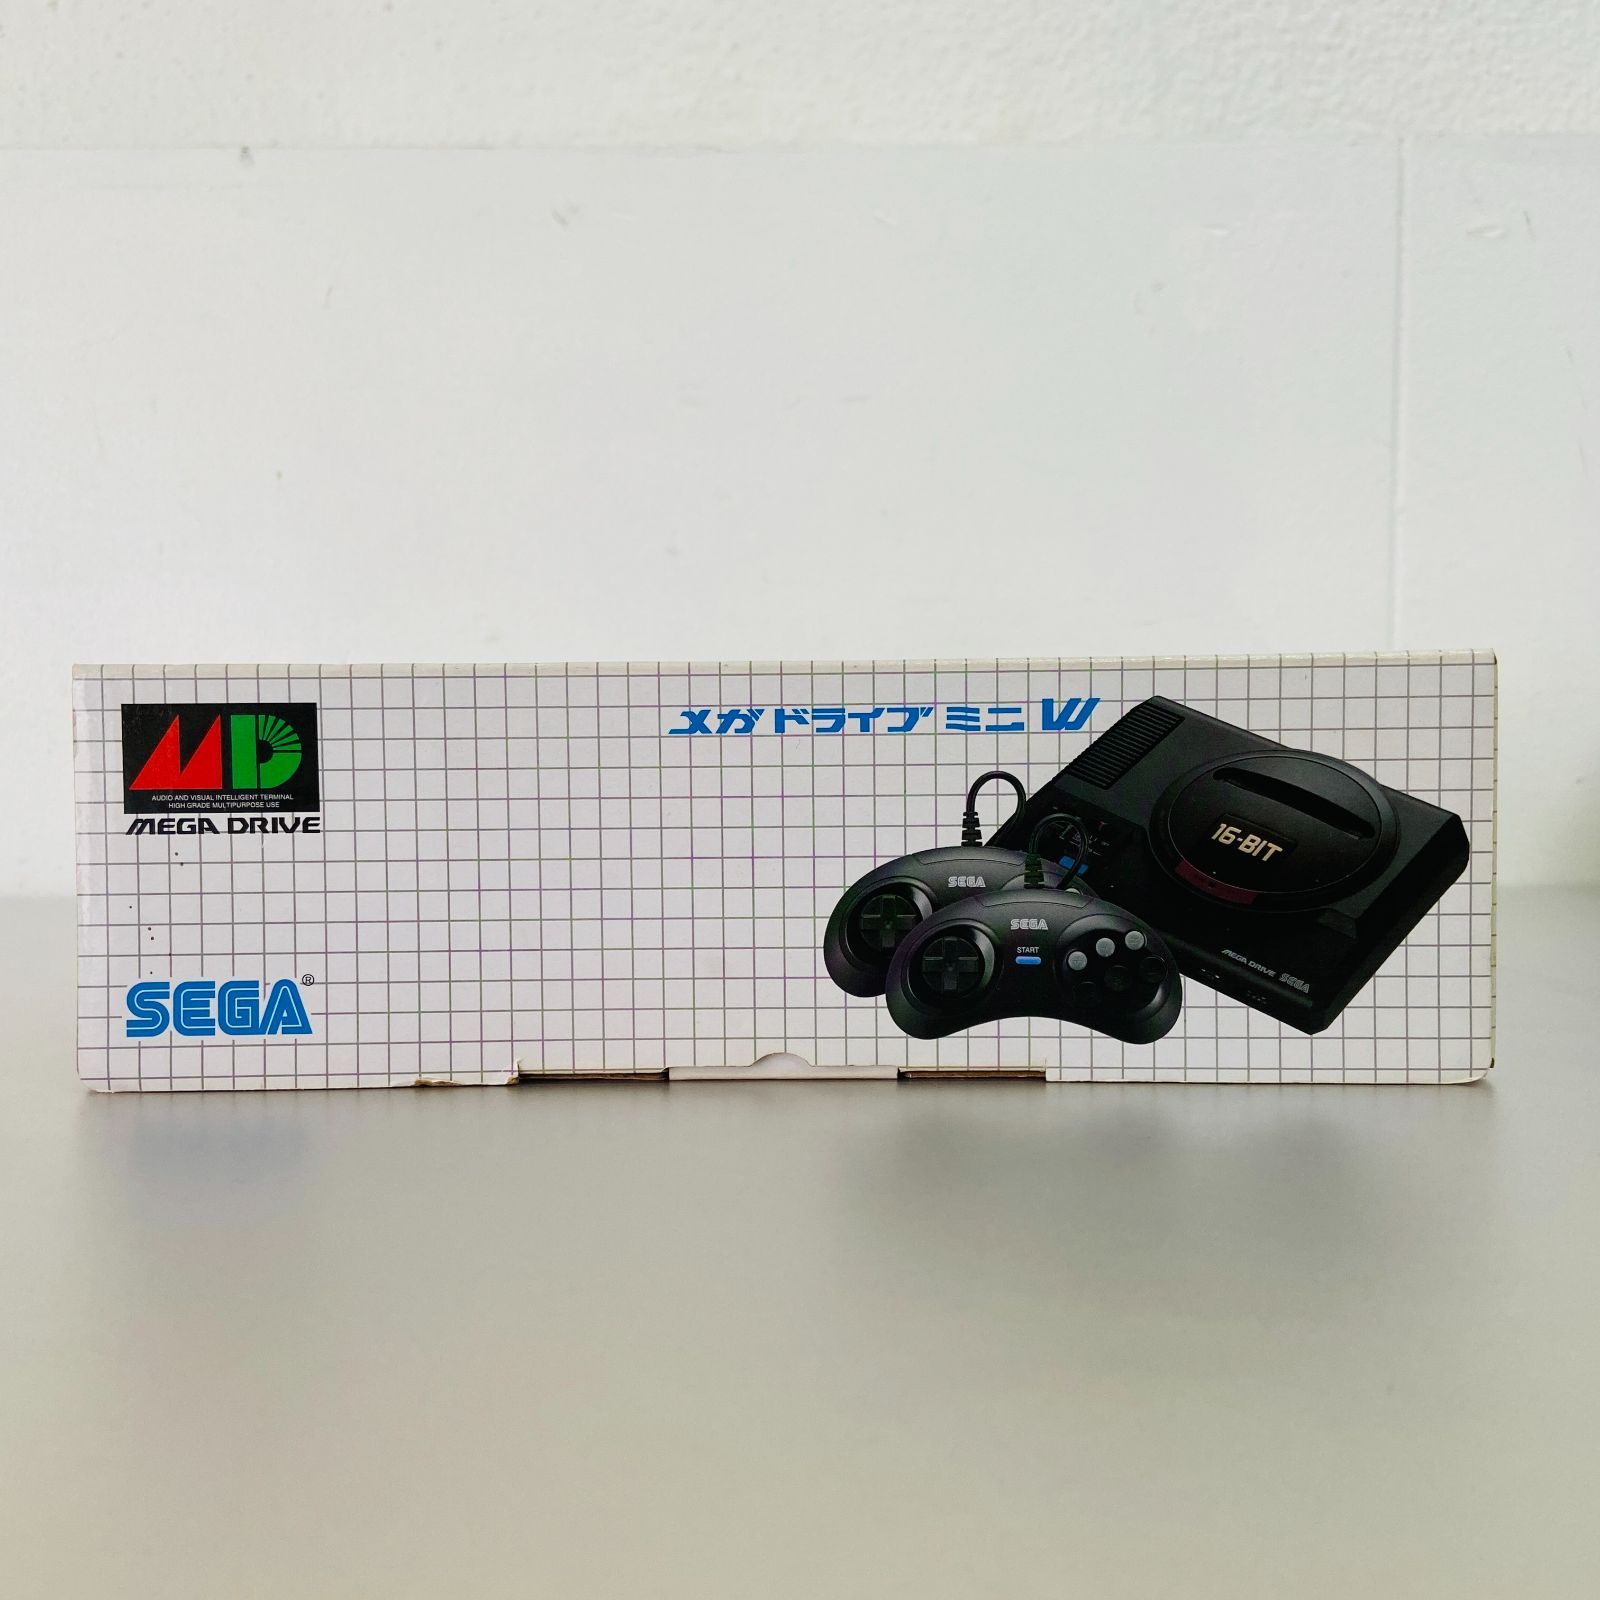 MD
AUDIO AND VISUAL INTELLIGENT TERMINAL
HIGH GRADE MULTIPURPOSE USE
MEGA DRIVE
SEGA®
メガドライブ ミニ W
16-BIT
SEGA
SEGA
START
MEGA DRIVE SEGA